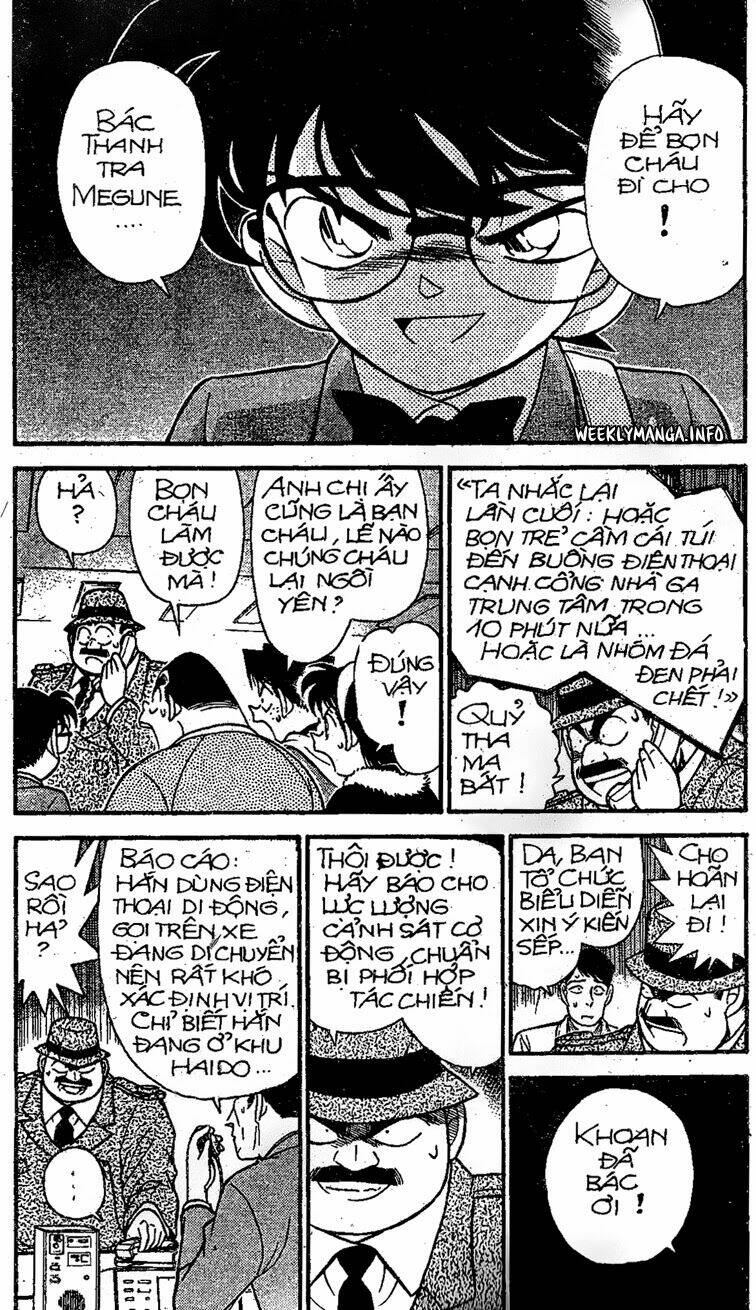 BÁC
THANH
TRA
MEGUNE
....
HÃY
ĐỂ BỌN
CHÁU
ĐI CHO
!
WEEKLYMANGA.INFO
HẢ
?
BỌN
CHÁU
LÀM
ĐƯỢC
MÀ!
ANH CHỊ ẤY
CŨNG LÀ BẠN
CHÁU, LẼ NÀO
CHÚNG CHÁU
LẠI NGỒI
YÊN?
ĐÚNG
VẬY
!
«TA NHẮC LẠI
LẦN CUỐI: HOẶC
BỌN TRẺ CẦM CÁI TÚI
ĐẾN BUỒNG ĐIỆN THOẠI
CẠNH CỔNG NHÀ GA
TRUNG TÂM TRONG
10 PHÚT NỮA...
HOẶC LÀ NHÓM ĐÁ
ĐEN PHẢI
CHẾT!»
QUỶ
THA
MA
BẮT!
SAO
RỒI
HẢ
?
BÁO CÁO:
HẮN DÙNG ĐIỆN
THOẠI DI ĐỘNG,
GỌI TRÊN XE
ĐANG DI CHUYỂN
NÊN RẤT KHÓ
XÁC ĐỊNH VỊ TRÍ.
CHỈ BIẾT HẮN
ĐANG Ở KHU
HAIDO...
...
THÔI ĐƯỢC!
HÃY BÁO CHO
LỰC LƯỢNG
CẢNH SÁT CƠ
ĐỘNG, CHUẨN
BỊ PHỐI HỢP
TÁC CHIẾN!
DẠ, BAN
TỔ CHỨC
BIỂU DIỄN
XIN Ý KIẾN
SẾP...
CHO
HOÃN
LẠI
ĐI!
KHOAN
ĐÃ
BÁC
ƠI!